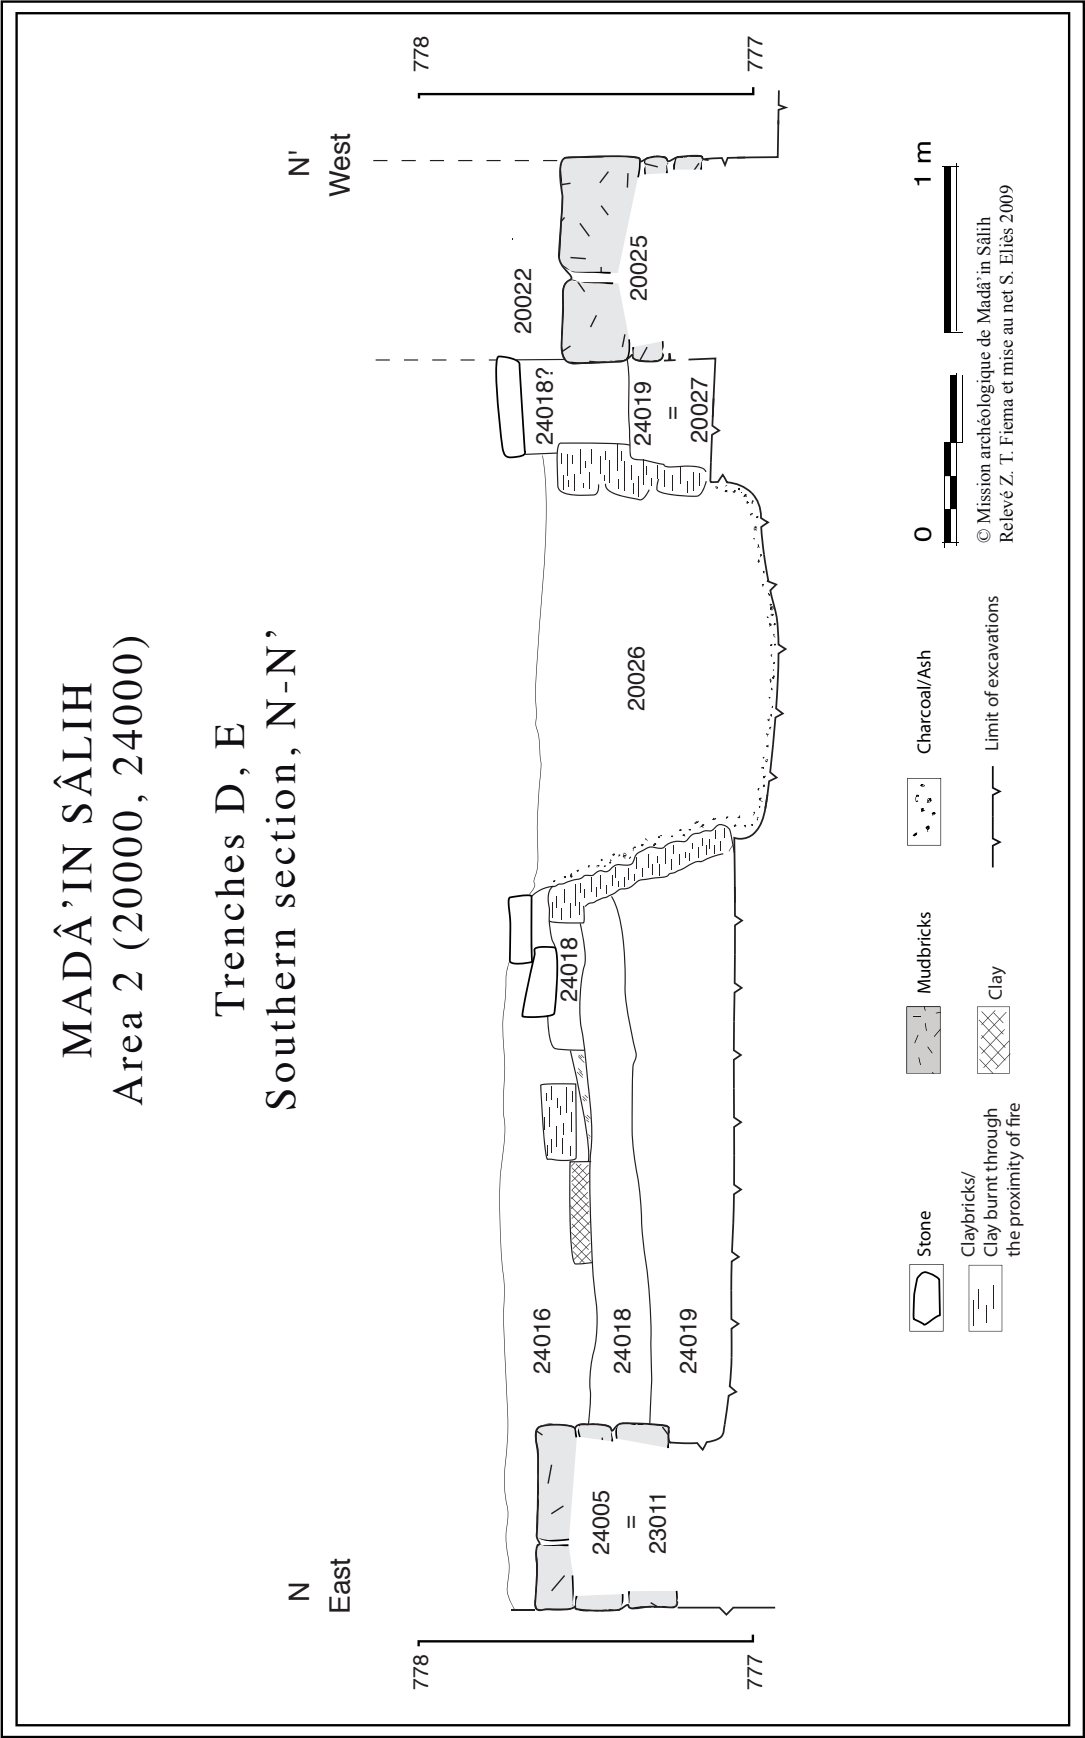 MADÂ’IN SÂLIH
Area 2 (20000, 24000)
Trenches D, E
Southern section, N-N’
N
East
N'
West
778
777
778
777
24005
=
23011
24016
24018
24019
24018
20026
24018?
24019
=
20027
20022
20025
Stone
Claybricks/
Clay burnt through
the proximity of fire
Mudbricks
Clay
Charcoal/Ash
Limit of excavations
0
1 m
© Mission archéologique de Madâ’in Sâlih
Relevé Z. T. Fiema et mise au net S. Eliès 2009